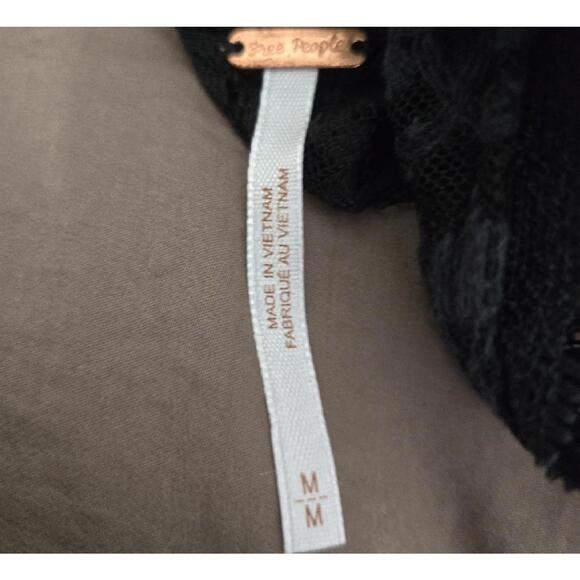 Free People
MADE IN VIETNAM
FABRIQUÉ AU VIETNAM
M
M